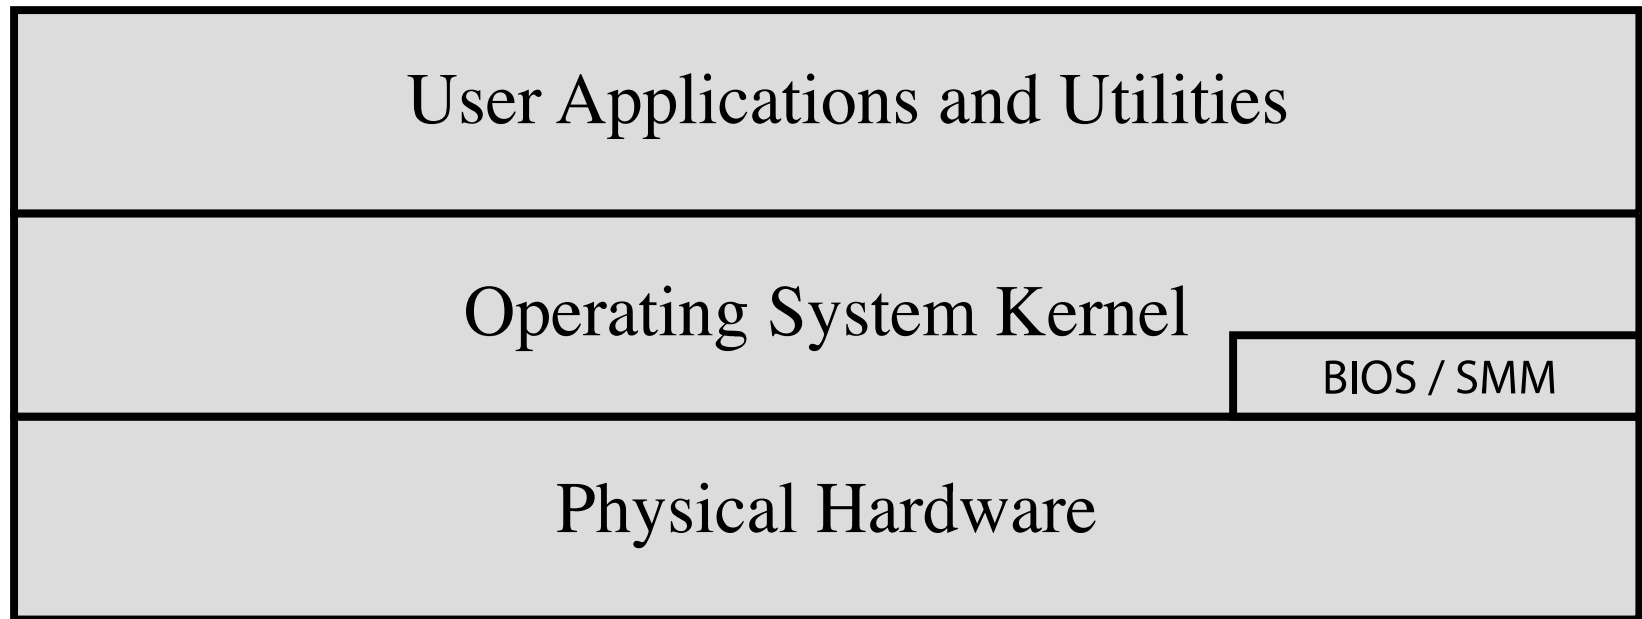 User Applications and Utilities
Operating System Kernel
BIOS / SMM
Physical Hardware